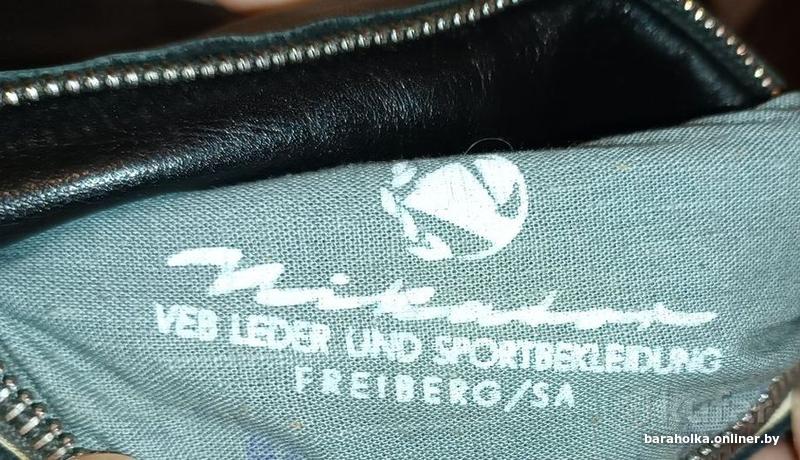 VEB LEDER UND SPORTBEKLEIDUNG
FREIBERG/SA
baraholka.onliner.by